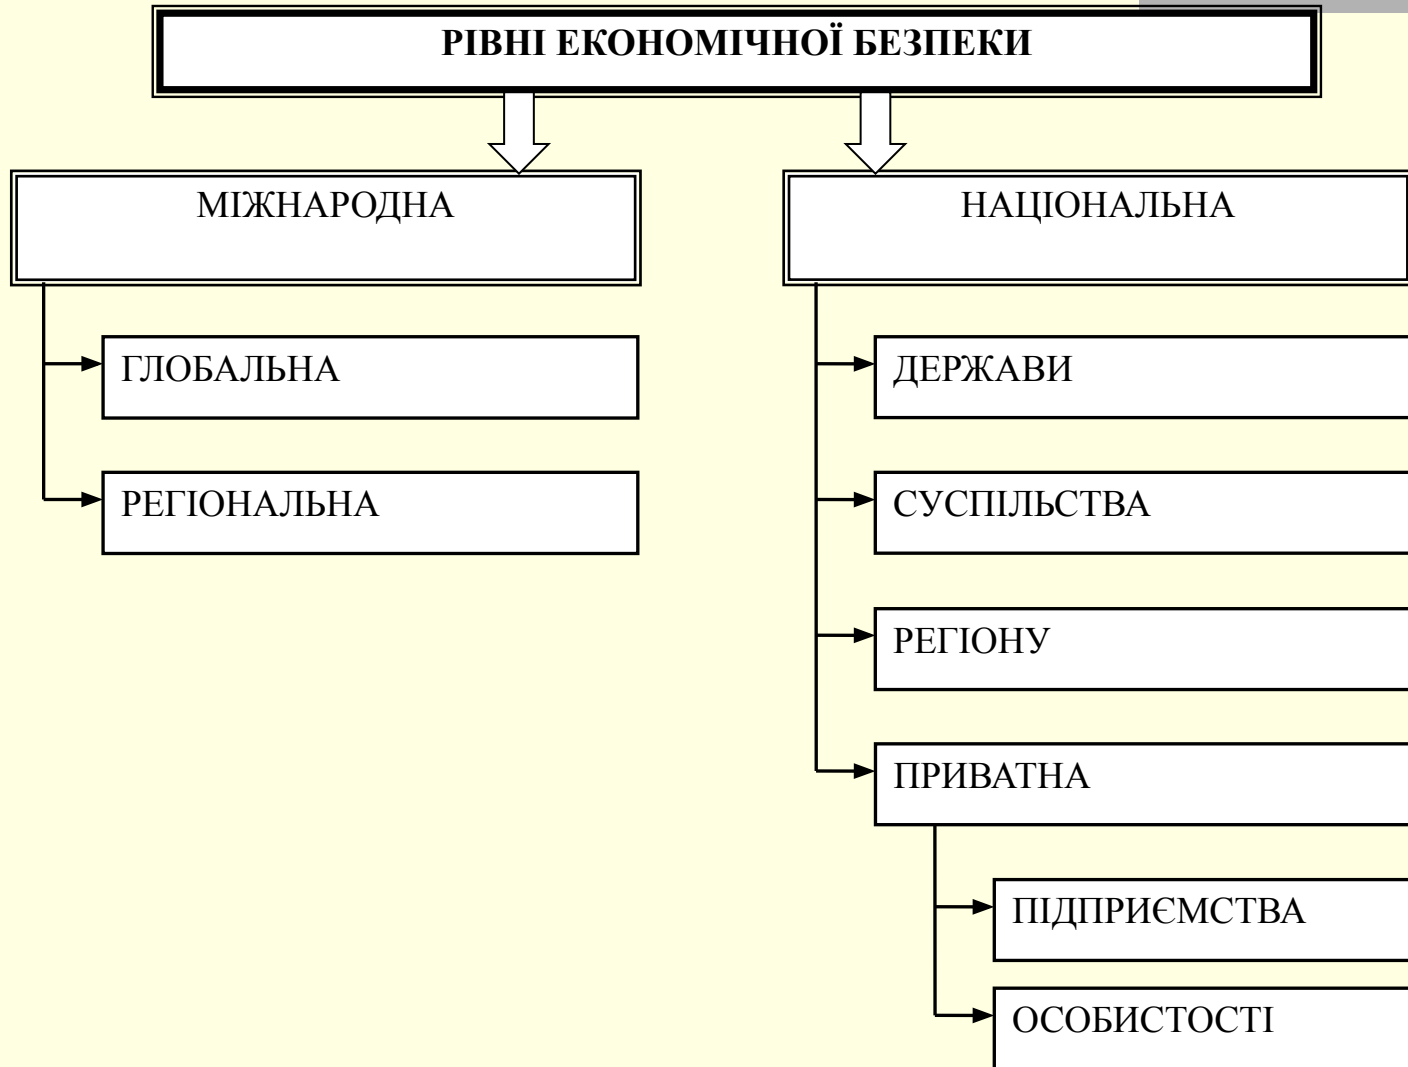 РІВНІ ЕКОНОМІЧНОЇ БЕЗПЕКИ
МІЖНАРОДНА
НАЦІОНАЛЬНА
ГЛОБАЛЬНА
ДЕРЖАВИ
РЕГІОНАЛЬНА
СУСПІЛЬСТВА
РЕГІОНУ
ПРИВАТНА
ПІДПРИЄМСТВА
ОСОБИСТОСТІ